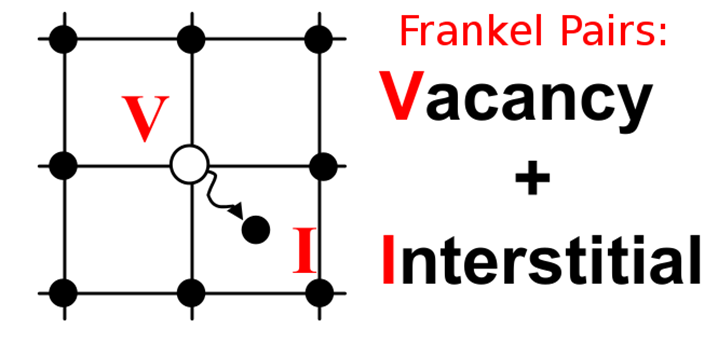 Frankel Pairs:
V
Vacancy
+
I
Interstitial